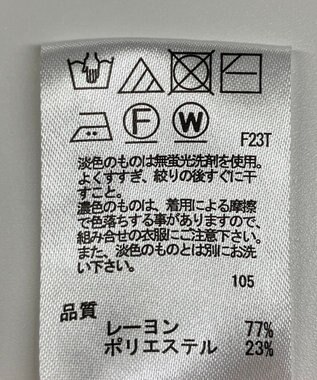 F W F23T
淡色のものは無蛍光洗剤を使用。
よくすすぎ、絞りの後すぐに干
すこと。
濃色のものは、着用による摩擦
で色落ちする事がありますので、
組み合せの衣服にご注意下さい。
また、淡色のものとは別にお洗
い下さい。
105
品質
レーヨン 77%
ポリエステル 23%